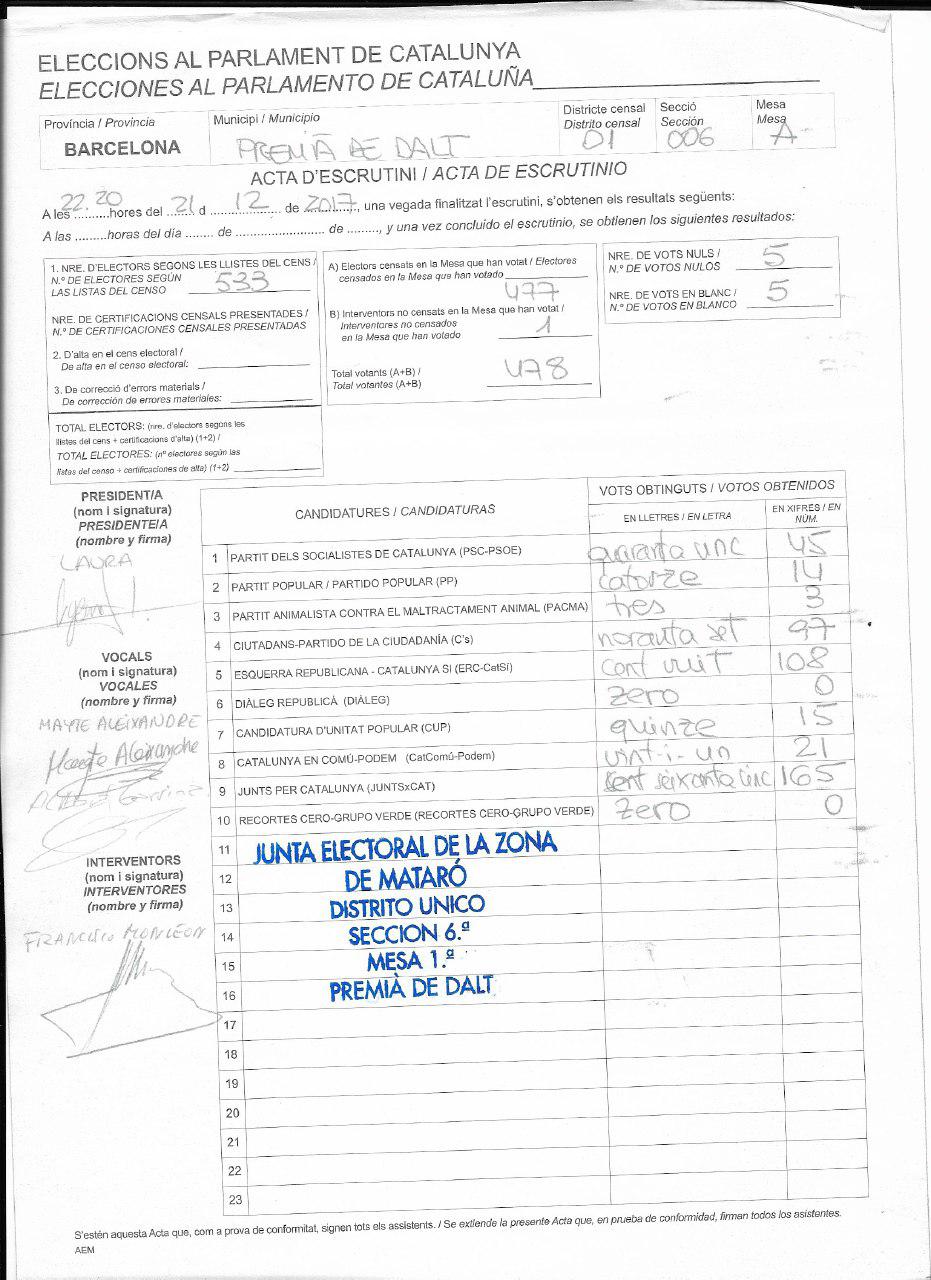 ELECCIONS AL PARLAMENT DE CATALUNYA
ELECCIONES AL PARLAMENTO DE CATALUÑA
Província / Provincia
BARCELONA
Municipi / Municipio
PREMIÀ DE DALT
Districte censal
Distrito censal
01
Secció
Sección
006
Mesa
Mesa
A
ACTA D'ESCRUTINI / ACTA DE ESCRUTINIO
A les 22.20 hores del 21 d 12 de 2017, una vegada finalitzat l'escrutini, s'obtenen els resultats següents:
A las .........horas del día ........ de ......................... de ........, y una vez concluido el escrutinio, se obtienen los siguientes resultados:
1. NRE. D'ELECTORS SEGONS LES LLISTES DEL CENS /
N.º DE ELECTORES SEGÚN
LAS LISTAS DEL CENSO 533
NRE. DE CERTIFICACIONS CENSALS PRESENTADES /
N.º DE CERTIFICACIONES CENSALES PRESENTADAS
2. D'alta en el cens electoral /
De alta en el censo electoral:
3. De correcció d'errors materials /
De corrección de errores materiales:
TOTAL ELECTORS: (nre. d'electors segons les
llistes del cens + certificacions d'alta) (1+2) /
TOTAL ELECTORES: (nº electores según las
listas del censo + certificaciones de alta) (1+2)
A) Electors censats en la Mesa que han votat / Electores
censados en la Mesa que han votado
477
B) Interventors no censats en la Mesa que han votat /
Interventores no censados
en la Mesa que han votado 1
Total votants (A+B) /
Total votantes (A+B) 478
NRE. DE VOTS NULS /
N.º DE VOTOS NULOS 5
NRE. DE VOTS EN BLANC /
N.º DE VOTOS EN BLANCO 5
PRESIDENT/A
(nom i signatura)
PRESIDENTE/A
(nombre y firma)
LAURA
VOCALS
(nom i signatura)
VOCALES
(nombre y firma)
MAYTE ALEIXANDRE
Mayte Aleixandre
INTERVENTORS
(nom i signatura)
INTERVENTORES
(nombre y firma)
FRANCISCO MONLEON
CANDIDATURES / CANDIDATURAS
VOTS OBTINGUTS / VOTOS OBTENIDOS
EN LLETRES / EN LETRA
EN XIFRES / EN
NÚM.
1 PARTIT DELS SOCIALISTES DE CATALUNYA (PSC-PSOE) quaranta cinc 45
2 PARTIT POPULAR / PARTIDO POPULAR (PP) catorze 14
3 PARTIT ANIMALISTA CONTRA EL MALTRACTAMENT ANIMAL (PACMA) tres 3
4 CIUTADANS-PARTIDO DE LA CIUDADANÍA (C's) noranta set 97
5 ESQUERRA REPUBLICANA - CATALUNYA SI (ERC-CatSí) cent vuit 108
6 DIÀLEG REPUBLICÀ (DIÀLEG) zero 0
7 CANDIDATURA D'UNITAT POPULAR (CUP) quinze 15
8 CATALUNYA EN COMÚ-PODEM (CatComú-Podem) vint-i-un 21
9 JUNTS PER CATALUNYA (JUNTSxCAT) sent seixanta cinc 165
10 RECORTES CERO-GRUPO VERDE (RECORTES CERO-GRUPO VERDE) zero 0
11 JUNTA ELECTORAL DE LA ZONA
12 DE MATARÓ
13 DISTRITO UNICO
14 SECCION 6.ª
15 MESA 1.ª
16 PREMIÀ DE DALT
17
18
19
20
21
22
23
S'estén aquesta Acta que, com a prova de conformitat, signen tots els assistents. / Se extiende la presente Acta que, en prueba de conformidad, firman todos los asistentes.
AEM